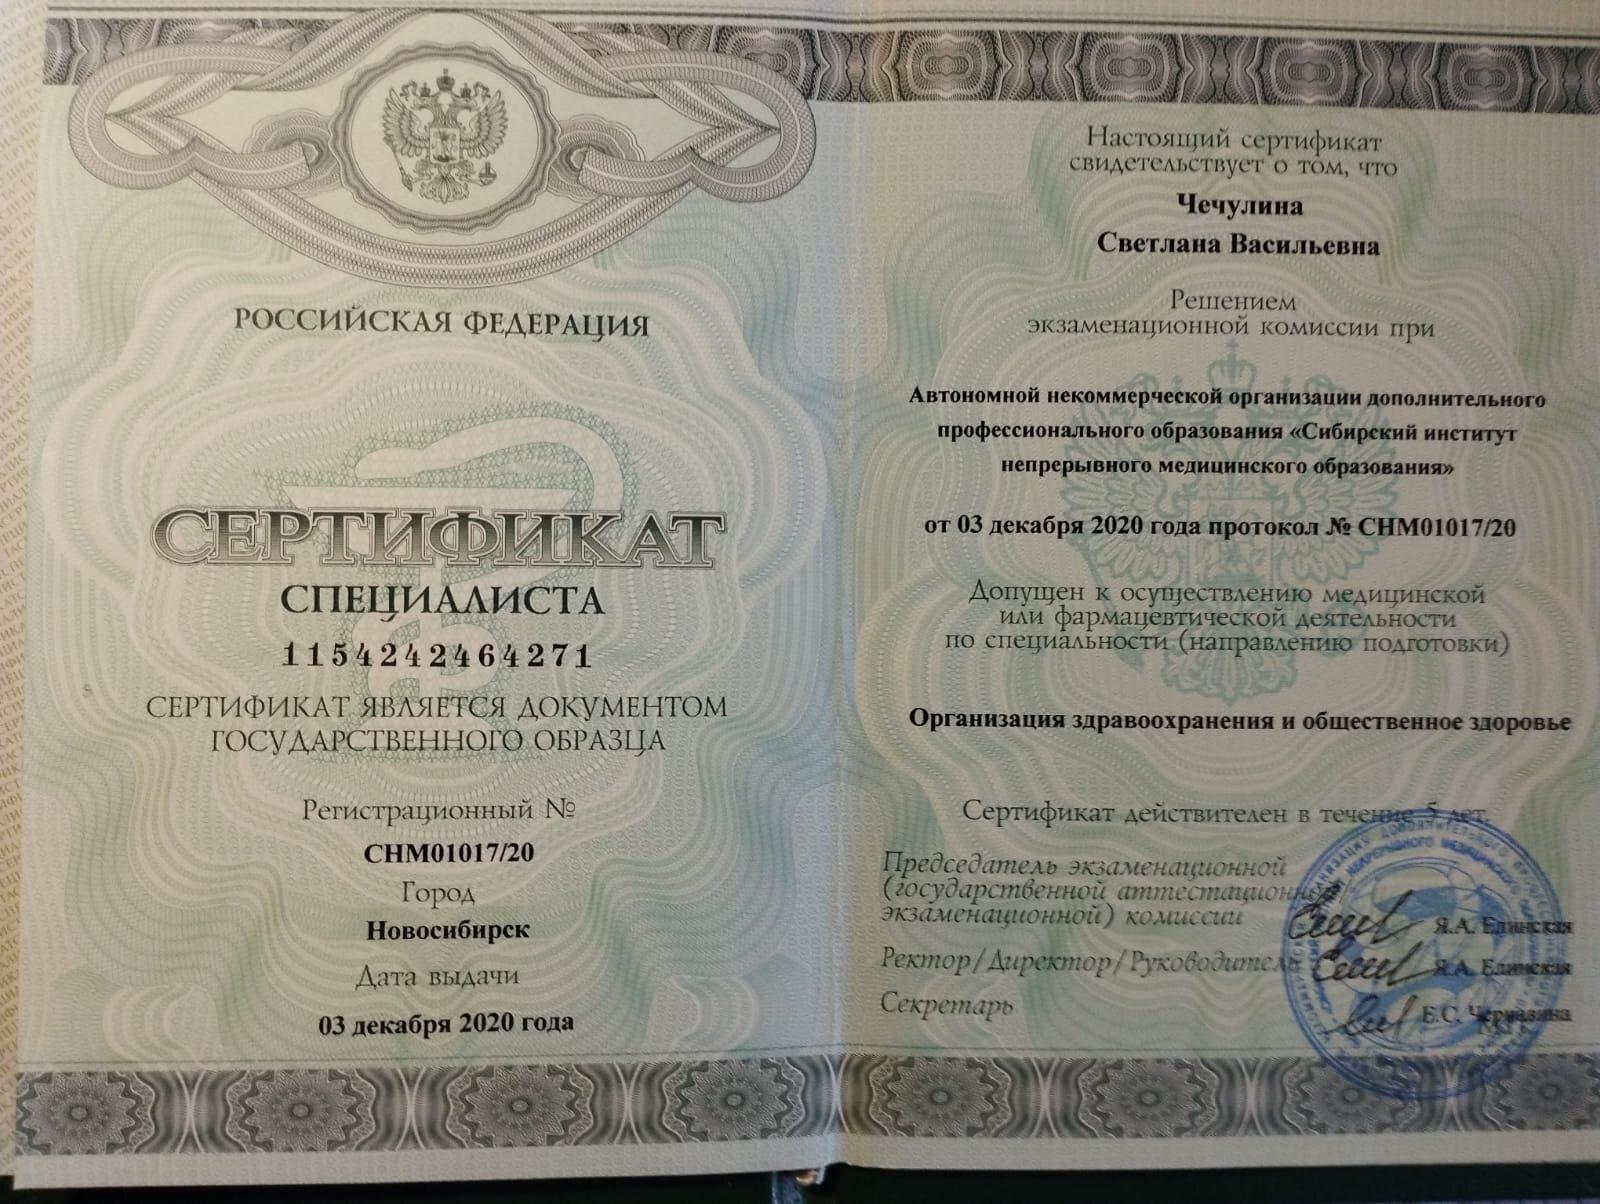 РОССИЙСКАЯ ФЕДЕРАЦИЯ
СЕРТИФИКАТ
СПЕЦИАЛИСТА
1154242464271
СЕРТИФИКАТ ЯВЛЯЕТСЯ ДОКУМЕНТОМ
ГОСУДАРСТВЕННОГО ОБРАЗЦА
Регистрационный №
СНМ01017/20
Город
Новосибирск
Дата выдачи
03 декабря 2020 года
Настоящий сертификат
свидетельствует о том, что
Чечулина
Светлана Васильевна
Решением
экзаменационной комиссии при
Автономной некоммерческой организации дополнительного
профессионального образования «Сибирский институт
непрерывного медицинского образования»
от 03 декабря 2020 года протокол № СНМ01017/20
Допущен к осуществлению медицинской
или фармацевтической деятельности
по специальности (направлению подготовки)
Организация здравоохранения и общественное здоровье
Сертификат действителен в течение 5 лет.
Председатель экзаменационной
(государственной аттестационной/
экзаменационной) комиссии
Я.А. Единская
Ректор/Директор/Руководитель
Я.А. Единская
Секретарь
Е.С.